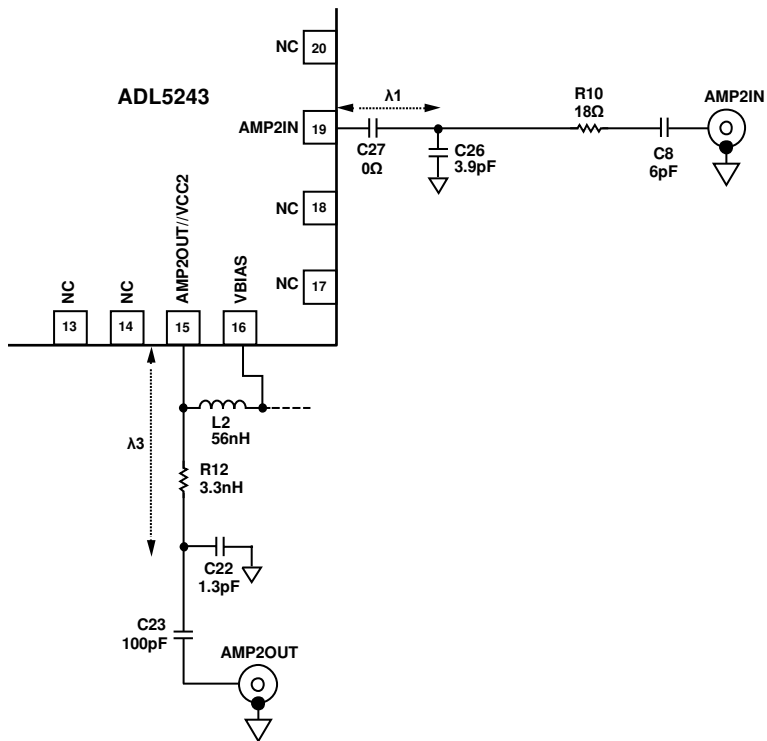 NC
20
ADL5243
λ1
R10
18Ω
AMP2IN
AMP2IN
19
C27
0Ω
C26
3.9pF
C8
6pF
NC
18
AMP2OUT//VCC2
VBIAS
NC
17
NC
NC
13
14
15
16
L2
56nH
λ3
R12
3.3nH
C22
1.3pF
C23
100pF
AMP2OUT